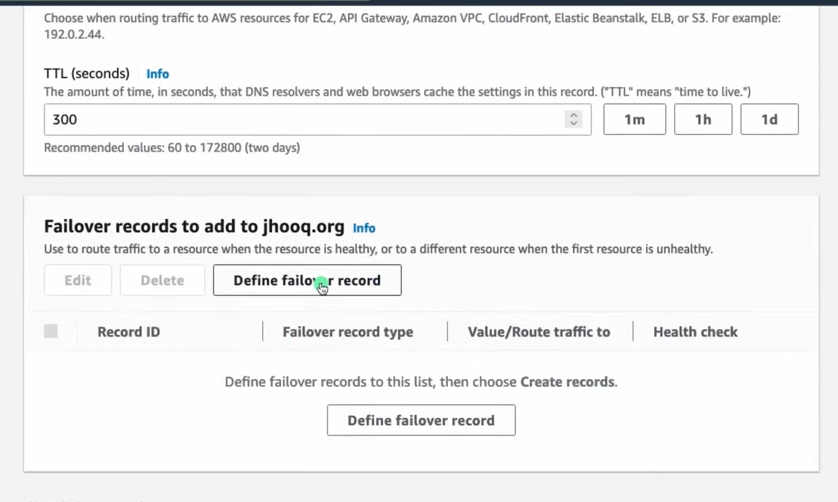 Choose when routing traffic to AWS resources for EC2, API Gateway, Amazon VPC, CloudFront, Elastic Beanstalk, ELB, or S3. For example:
192.0.2.44.
TTL (seconds) Info
The amount of time, in seconds, that DNS resolvers and web browsers cache the settings in this record. ("TTL" means "time to live.")
300 1m 1h 1d
Recommended values: 60 to 172800 (two days)
Failover records to add to jhooq.org Info
Use to route traffic to a resource when the resource is healthy, or to a different resource when the first resource is unhealthy.
Edit Delete Define failover record
Record ID Failover record type Value/Route traffic to Health check
Define failover records to this list, then choose Create records.
Define failover record